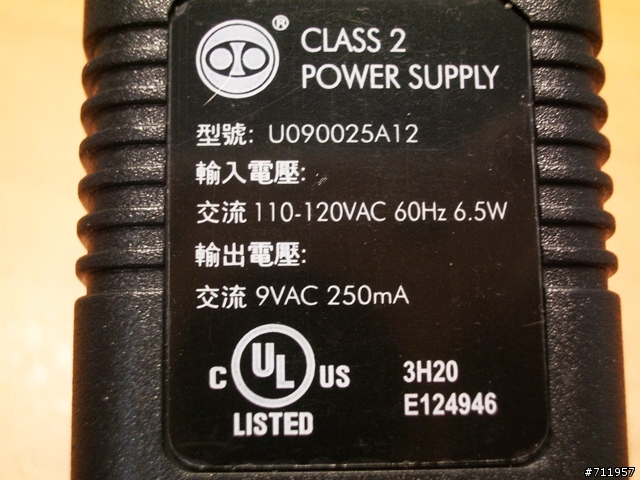 ®
CLASS 2
POWER SUPPLY
型號: U090025A12
輸入電壓:
交流 110-120VAC 60Hz 6.5W
輸出電壓:
交流 9VAC 250mA
C UL US
LISTED
3H20
E124946
#711957